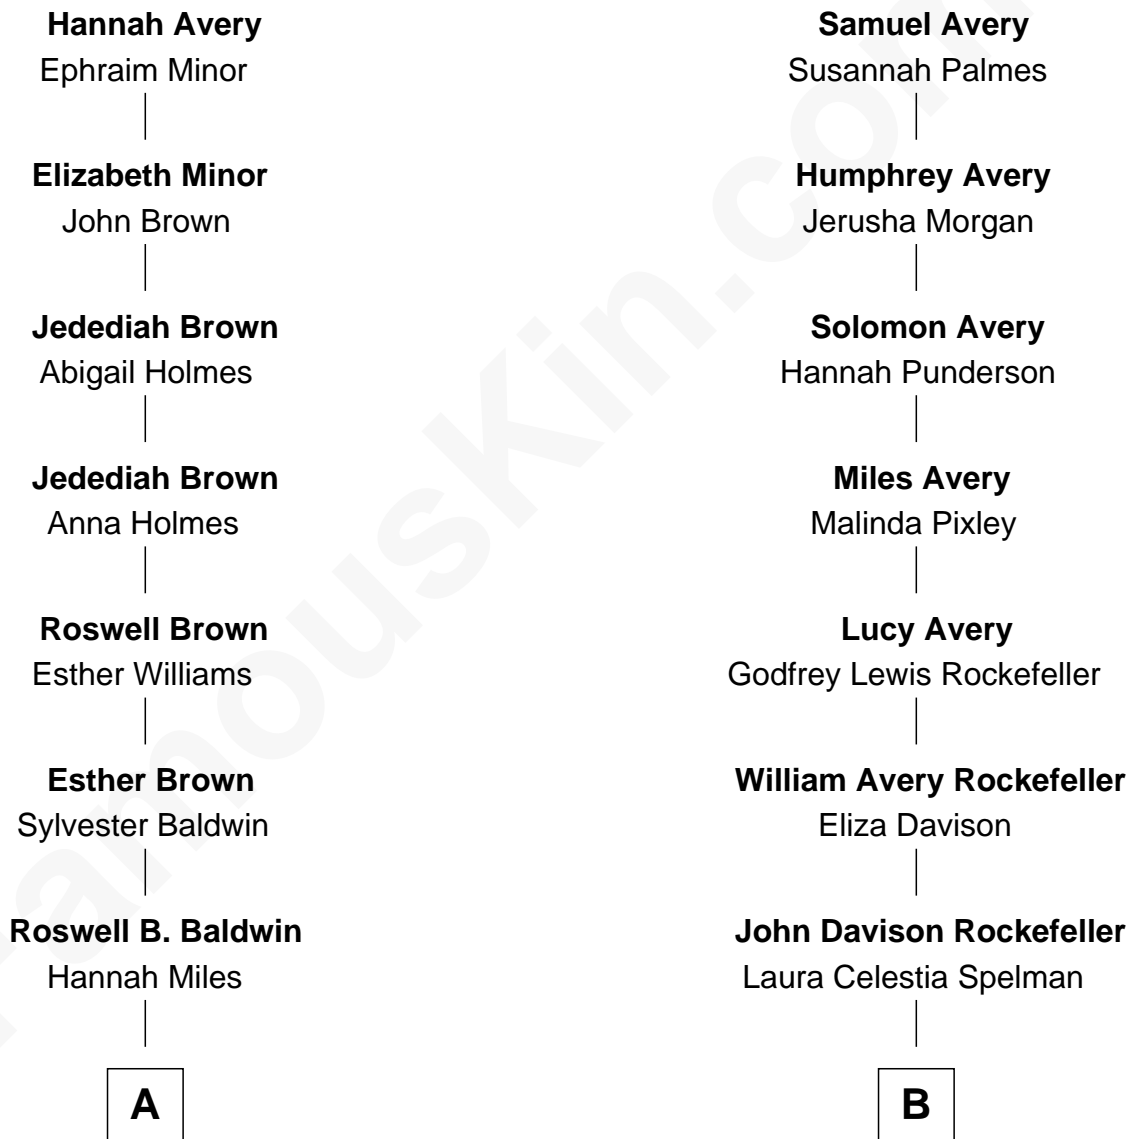 Hannah Avery
Ephraim Minor
Elizabeth Minor
John Brown
Jedediah Brown
Abigail Holmes
Jedediah Brown
Anna Holmes
Roswell Brown
Esther Williams
Esther Brown
Sylvester Baldwin
Roswell B. Baldwin
Hannah Miles
A
Samuel Avery
Susannah Palmes
Humphrey Avery
Jerusha Morgan
Solomon Avery
Hannah Punderson
Miles Avery
Malinda Pixley
Lucy Avery
Godfrey Lewis Rockefeller
William Avery Rockefeller
Eliza Davison
John Davison Rockefeller
Laura Celestia Spelman
B
FamousKin.com